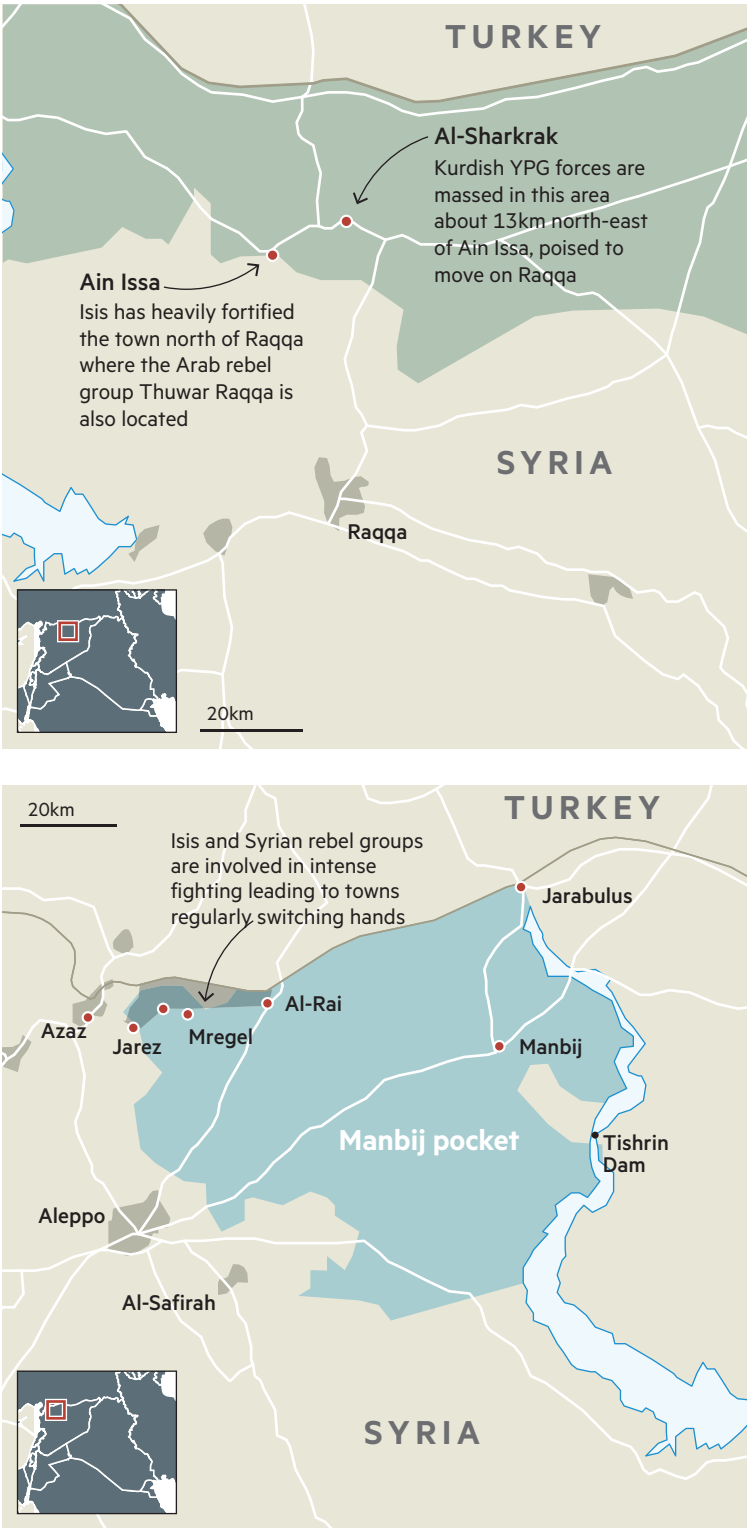 TURKEY
Al-Sharkrak
Kurdish YPG forces are
massed in this area
about 13km north-east
of Ain Issa, poised to
move on Raqqa
Ain Issa
Isis has heavily fortified
the town north of Raqqa
where the Arab rebel
group Thuwar Raqqa is
also located
SYRIA
Raqqa
20km
20km
TURKEY
Isis and Syrian rebel groups
are involved in intense
fighting leading to towns
regularly switching hands
Jarabulus
Al-Rai
Azaz
Jarez
Mregel
Manbij
Manbij pocket
Tishrin
Dam
Aleppo
Al-Safirah
SYRIA